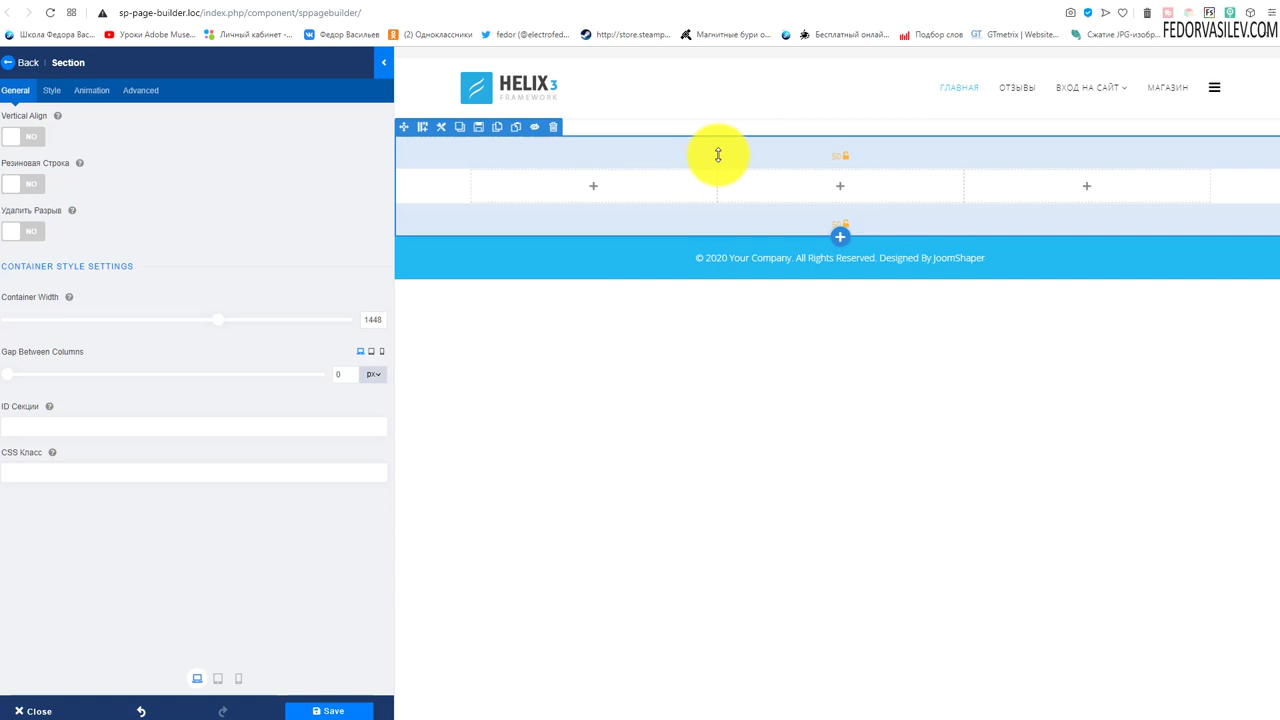 sp-page-builder.loc/index.php/component/sppagebuilder/
FEDORVASILEV.COM
Школа Федора Вас...
Уроки Adobe Muse...
Личный кабинет -...
Федор Васильев
(2) Одноклассники
fedor (@electrofed...
http://store.steamp...
Магнитные бури о...
Бесплатный онлай...
Подбор слов
GTmetrix | Website...
Сжатие JPG-изобр...
Back
Section
General
Style
Animation
Advanced
Vertical Align
NO
Резиновая Строка
NO
Удалить Разрыв
NO
CONTAINER STYLE SETTINGS
Container Width
1448
Gap Between Columns
0
px
ID Секции
CSS Класс
Close
Save
HELIX3
FRAMEWORK
ГЛАВНАЯ
ОТЗЫВЫ
ВХОД НА САЙТ
МАГАЗИН
50
50
© 2020 Your Company. All Rights Reserved. Designed By JoomShaper